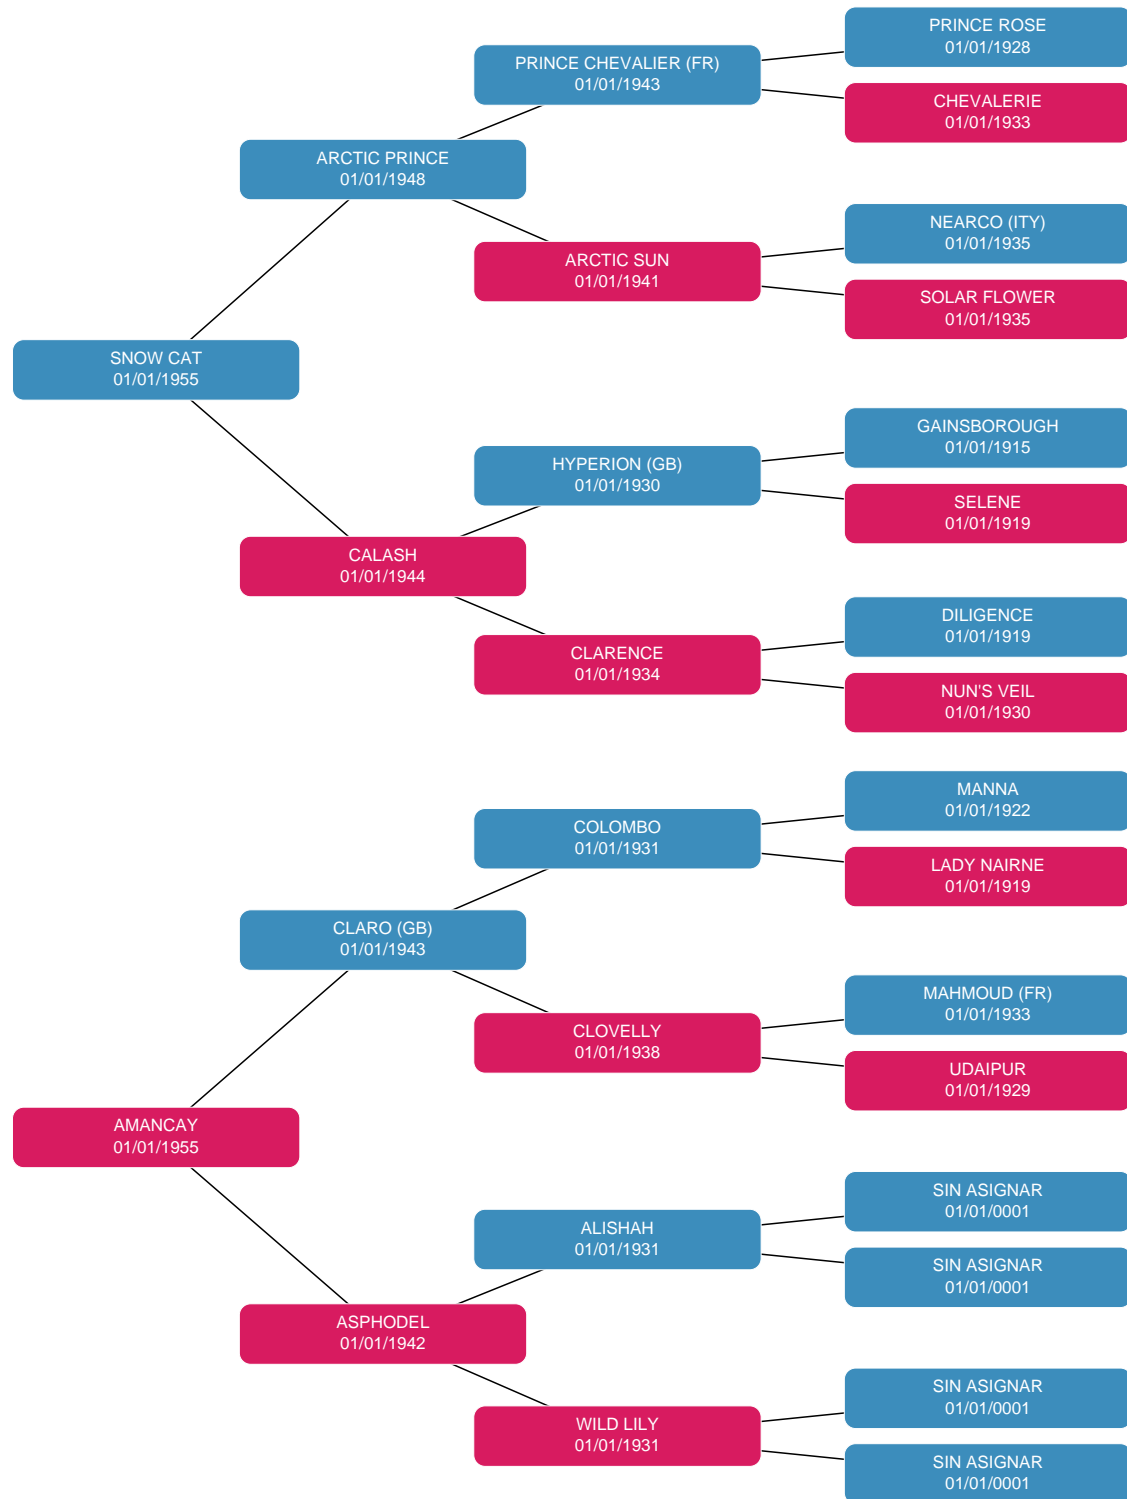 PRINCE ROSE
01/01/1928
PRINCE CHEVALIER (FR)
01/01/1943
CHEVALERIE
01/01/1933
ARCTIC PRINCE
01/01/1948
NEARCO (ITY)
01/01/1935
ARCTIC SUN
01/01/1941
SOLAR FLOWER
01/01/1935
SNOW CAT
01/01/1955
GAINSBOROUGH
01/01/1915
HYPERION (GB)
01/01/1930
SELENE
01/01/1919
CALASH
01/01/1944
DILIGENCE
01/01/1919
CLARENCE
01/01/1934
NUN'S VEIL
01/01/1930
MANNA
01/01/1922
COLOMBO
01/01/1931
LADY NAIRNE
01/01/1919
CLARO (GB)
01/01/1943
MAHMOUD (FR)
01/01/1933
CLOVELLY
01/01/1938
UDAIPUR
01/01/1929
AMANCAY
01/01/1955
SIN ASIGNAR
01/01/0001
ALISHAH
01/01/1931
SIN ASIGNAR
01/01/0001
ASPHODEL
01/01/1942
SIN ASIGNAR
01/01/0001
WILD LILY
01/01/1931
SIN ASIGNAR
01/01/0001